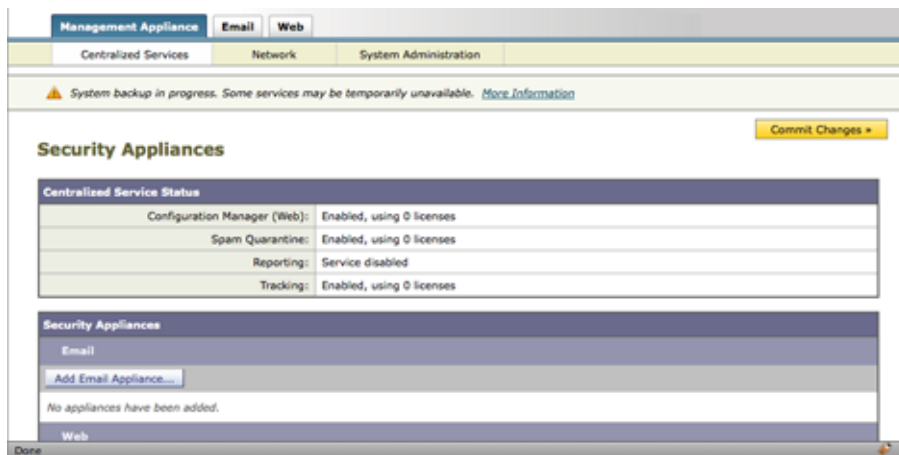 Management Appliance Email Web
Centralized Services Network System Administration
System backup in progress. Some services may be temporarily unavailable. More Information
Commit Changes »
Security Appliances
Centralized Service Status
Configuration Manager (Web): Enabled, using 0 licenses
Spam Quarantine: Enabled, using 0 licenses
Reporting: Service disabled
Tracking: Enabled, using 0 licenses
Security Appliances
Email
Add Email Appliance...
No appliances have been added.
Web
Done